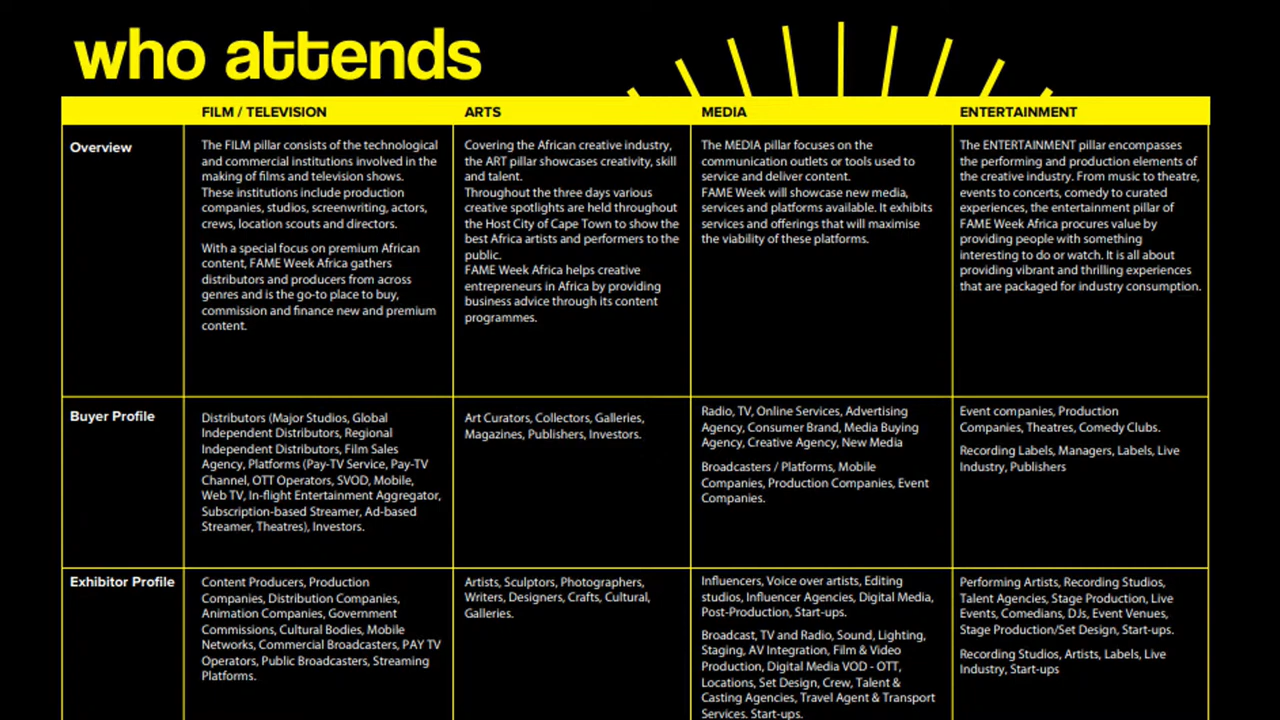 who attends
FILM / TELEVISION
ARTS
MEDIA
ENTERTAINMENT
Overview
The FILM pillar consists of the technological
and commercial institutions involved in the
making of films and television shows.
These institutions include production
companies, studios, screenwriting, actors,
crews, location scouts and directors.
With a special focus on premium African
content, FAME Week Africa gathers
distributors and producers from across
genres and is the go-to place to buy,
commission and finance new and premium
content.
Covering the African creative industry,
the ART pillar showcases creativity, skill
and talent.
Throughout the three days various
creative spotlights are held throughout
the Host City of Cape Town to show the
best Africa artists and performers to the
public.
FAME Week Africa helps creative
entrepreneurs in Africa by providing
business advice through its content
programmes.
The MEDIA pillar focuses on the
communication outlets or tools used to
service and deliver content.
FAME Week will showcase new media,
services and platforms available. It exhibits
services and offerings that will maximise
the viability of these platforms.
The ENTERTAINMENT pillar encompasses
the performing and production elements of
the creative industry. From music to theatre,
events to concerts, comedy to curated
experiences, the entertainment pillar of
FAME Week Africa procures value by
providing people with something
interesting to do or watch. It is all about
providing vibrant and thrilling experiences
that are packaged for industry consumption.
Buyer Profile
Distributors (Major Studios, Global
Independent Distributors, Regional
Independent Distributors, Film Sales
Agency, Platforms (Pay-TV Service, Pay-TV
Channel, OTT Operators, SVOD, Mobile,
Web TV, In-flight Entertainment Aggregator,
Subscription-based Streamer, Ad-based
Streamer, Theatres), Investors.
Art Curators, Collectors, Galleries,
Magazines, Publishers, Investors.
Radio, TV, Online Services, Advertising
Agency, Consumer Brand, Media Buying
Agency, Creative Agency, New Media
Broadcasters / Platforms, Mobile
Companies, Production Companies, Event
Companies.
Event companies, Production
Companies, Theatres, Comedy Clubs.
Recording Labels, Managers, Labels, Live
Industry, Publishers
Exhibitor Profile
Content Producers, Production
Companies, Distribution Companies,
Animation Companies, Government
Commissions, Cultural Bodies, Mobile
Networks, Commercial Broadcasters, PAY TV
Operators, Public Broadcasters, Streaming
Platforms.
Artists, Sculptors, Photographers,
Writers, Designers, Crafts, Cultural,
Galleries.
Influencers, Voice over artists, Editing
studios, Influencer Agencies, Digital Media,
Post-Production, Start-ups.
Broadcast, TV and Radio, Sound, Lighting,
Staging, AV Integration, Film & Video
Production, Digital Media VOD - OTT,
Locations, Set Design, Crew, Talent &
Casting Agencies, Travel Agent & Transport
Services. Start-ups.
Performing Artists, Recording Studios,
Talent Agencies, Stage Production, Live
Events, Comedians, DJs, Event Venues,
Stage Production/Set Design, Start-ups.
Recording Studios, Artists, Labels, Live
Industry, Start-ups